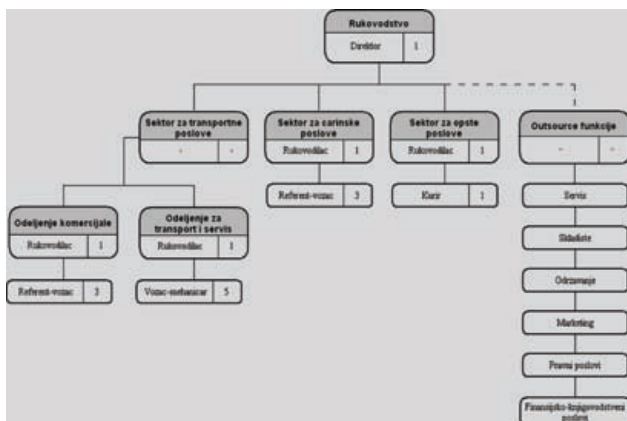 Rukovodstvo
Direktor 1
Sektor za transportne
poslove
- -
Sektor za carinske
poslove
Rukovodilac 1
Sektor za opste
poslove
Rukovodilac 1
Outsource funkcije
- -
Referent-vozac 3
Kurir 1
Servis
Skladiste
Odrzavanje
Marketing
Pravni poslovi
Finansijsko-knjigovodstveni
poslovi
Odeljenje komercijale
Rukovodilac 1
Odeljenje za
transport i servis
Rukovodilac 1
Referent-vozac 3
Vozac-mehanicar 5